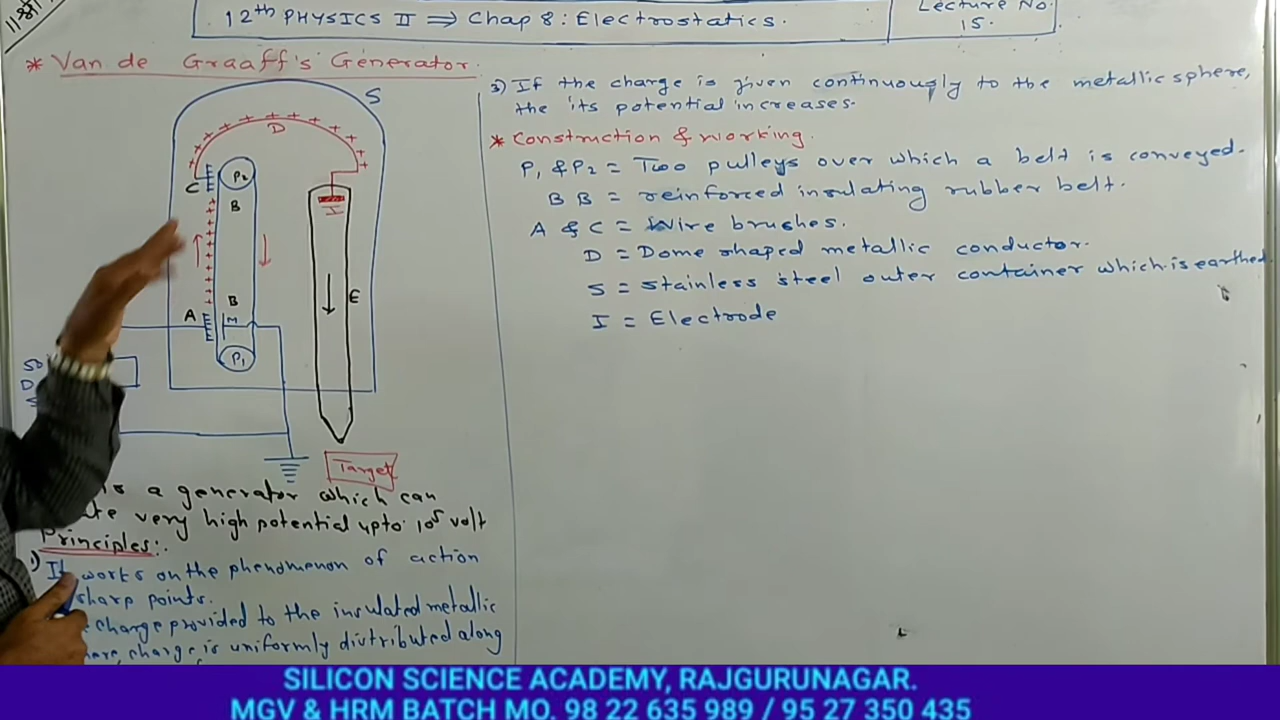 12th PHYSICS II ⇒ Chap 8: Electrostatics.
Lecture No.
15.
* Van de Graaff's Generator.
S
D
C
P2
B
I
E
B
A
M
P1
Target
a generator which can
very high potential upto 10⁵ volt
Principles:
1) It works on the phenomenon of action
sharp points.
charge provided to the insulated metallic
charge is uniformly distributed along
3) If the charge is given continuously to the metallic sphere,
the its potential increases.
* Construction & working.
P1 & P2 = Two pulleys over which a belt is conveyed.
B B = reinforced insulating rubber belt.
A & C = Wire brushes.
D = Dome shaped metallic conductor.
S = Stainless steel outer container which is earthed.
I = Electrode
SILICON SCIENCE ACADEMY, RAJGURUNAGAR.
MGV & HRM BATCH MO. 98 22 635 989 / 95 27 350 435